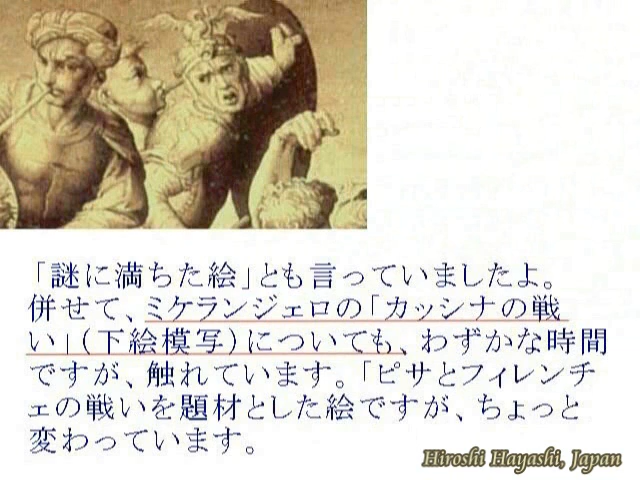 「謎に満ちた絵」とも言っていましたよ。
併せて、ミケランジェロの「カッシナの戦
い」(下絵模写)についても、わずかな時間
ですが、触れています。「ピサとフィレンチ
ェの戦いを題材とした絵ですが、ちょっと
変わっています。
Hiroshi Hayashi, Japan